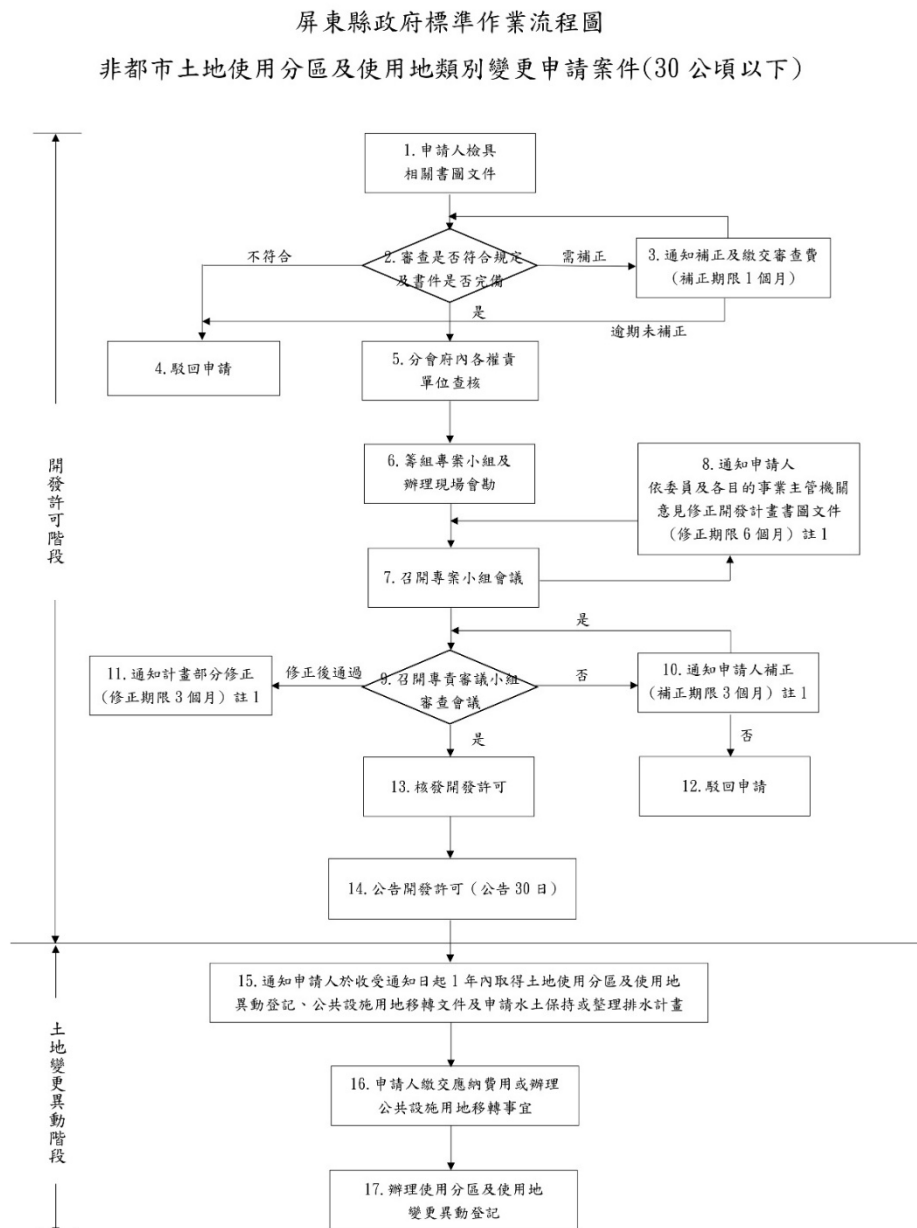 屏東縣政府標準作業流程圖
非都市土地使用分區及使用地類別變更申請案件(30 公頃以下)
1.申請人檢具
相關書圖文件
不符合
2.審查是否符合規定
及書件是否完備
需補正
3.通知補正及繳交審查費
(補正期限 1 個月)
是
逾期未補正
4.駁回申請
5.分會府內各權責
單位查核
開發許可階段
6.籌組專案小組及
辦理現場會勘
8.通知申請人
依委員及各目的事業主管機關
意見修正開發計畫書圖文件
(修正期限 6 個月) 註 1
7.召開專案小組會議
是
11.通知計畫部分修正
(修正期限 3 個月) 註 1
修正後通過
9.召開專責審議小組
審查會議
否
10.通知申請人補正
(補正期限 3 個月) 註 1
是
否
13.核發開發許可
12.駁回申請
14.公告開發許可 (公告 30 日)
土地變更異動階段
15.通知申請人於收受通知日起 1 年內取得土地使用分區及使用地
異動登記、公共設施用地移轉文件及申請水土保持或整理排水計畫
16.申請人繳交應納費用或辦理
公共設施用地移轉事宜
17.辦理使用分區及使用地
變更異動登記